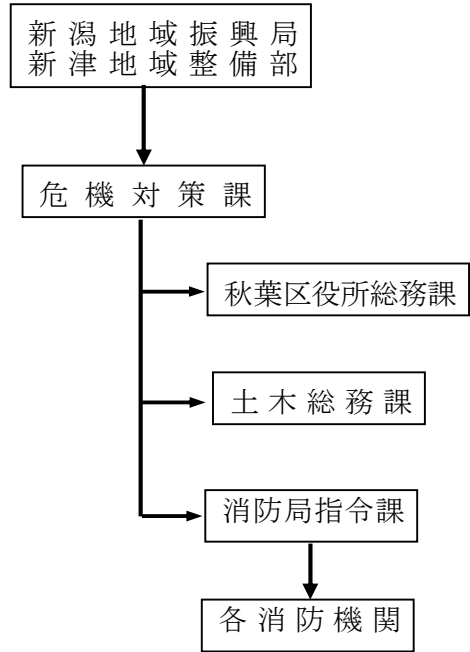 新潟地域振興局
新津地域整備部
危機対策課
秋葉区役所総務課
土木総務課
消防局指令課
各消防機関